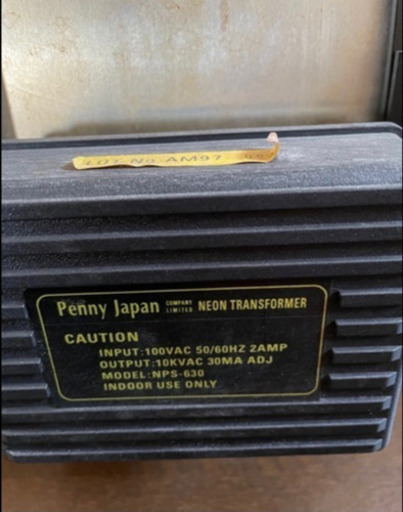 LOT No. AM97
Penny Japan COMPANY LIMITED NEON TRANSFORMER
CAUTION
INPUT:100VAC 50/60HZ 2AMP
OUTPUT:10KVAC 30MA ADJ
MODEL:NPS-630
INDOOR USE ONLY